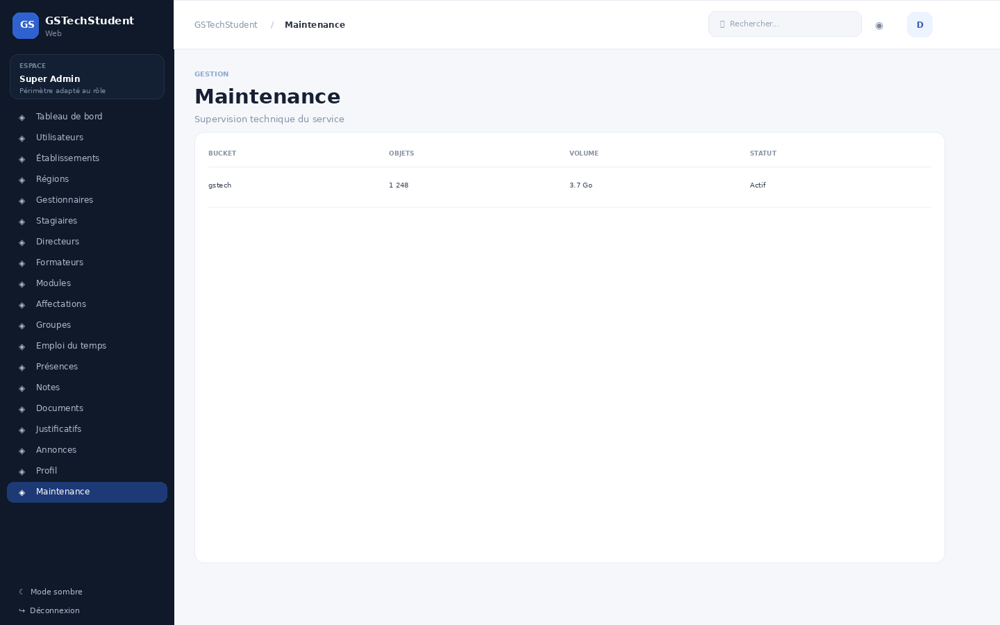 GS
GSTechStudent
Web
ESPACE
Super Admin
Périmètre adapté au rôle
Tableau de bord
Utilisateurs
Établissements
Régions
Gestionnaires
Stagiaires
Directeurs
Formateurs
Modules
Affectations
Groupes
Emploi du temps
Présences
Notes
Documents
Justificatifs
Annonces
Profil
Maintenance
Mode sombre
Déconnexion
GSTechStudent / Maintenance
Rechercher...
D
GESTION
Maintenance
Supervision technique du service
BUCKET OBJETS VOLUME STATUT
gstech 1 248 3.7 Go Actif